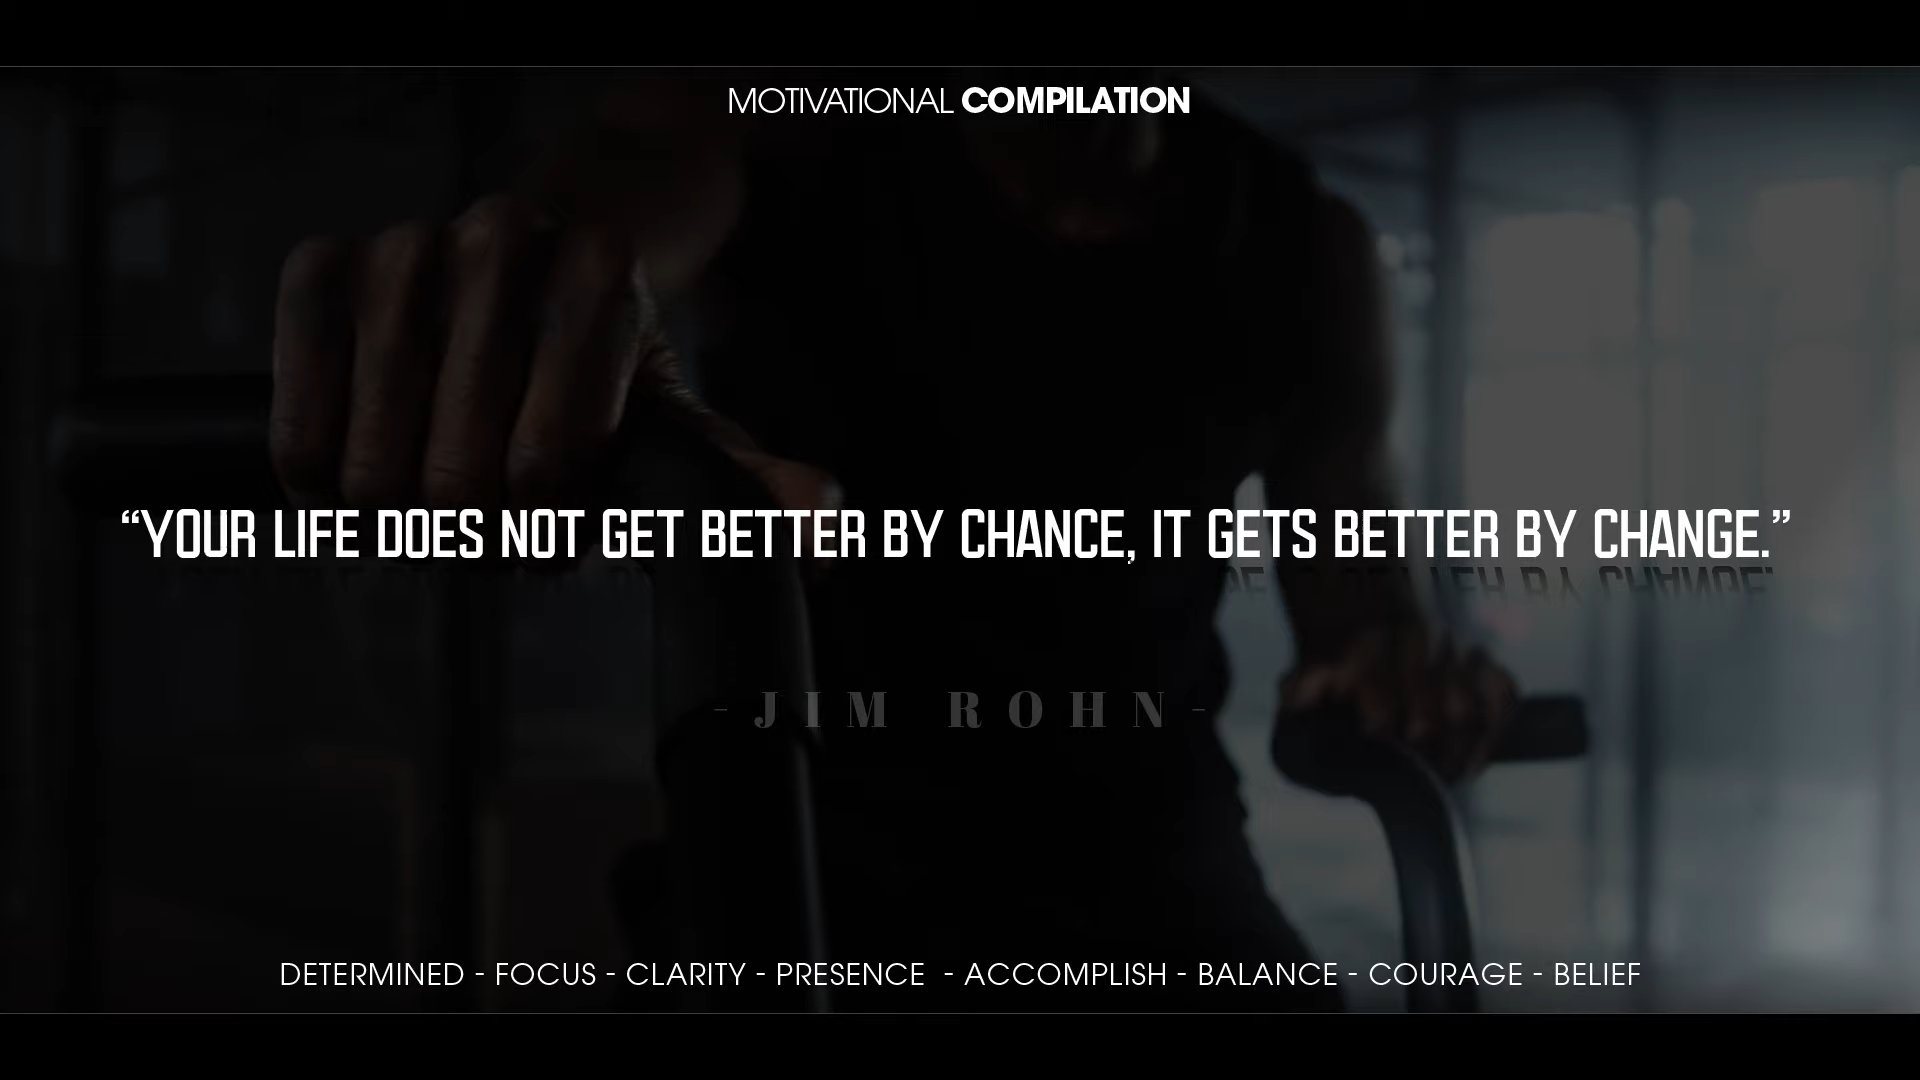 MOTIVATIONAL COMPILATION
“YOUR LIFE DOES NOT GET BETTER BY CHANCE, IT GETS BETTER BY CHANGE.”
- JIM ROHN -
DETERMINED - FOCUS - CLARITY - PRESENCE - ACCOMPLISH - BALANCE - COURAGE - BELIEF